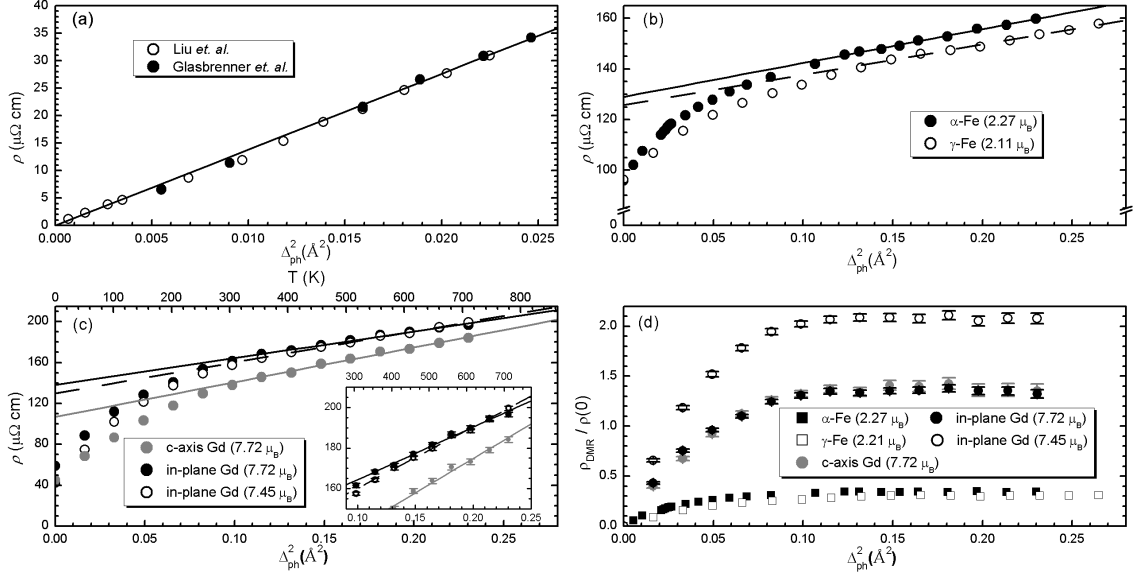 (a)
ρ (μΩ cm)
40
35
30
25
20
15
10
5
0
Liu et. al.
Glasbrenner et. al.
0.000 0.005 0.010 0.015 0.020 0.025
Δ²ph(Å²)
(b)
ρ (μΩ cm)
160
140
120
100
0
α-Fe (2.27 μB)
γ-Fe (2.11 μB)
0.00 0.05 0.10 0.15 0.20 0.25
Δ²ph(Å²)
T (K)
0 100 200 300 400 500 600 700 800
(c)
ρ (μΩ cm)
200
160
120
80
40
0
c-axis Gd (7.72 μB)
in-plane Gd (7.72 μB)
in-plane Gd (7.45 μB)
300 400 500 600 700
200
180
160
0.10 0.15 0.20 0.25
0.00 0.05 0.10 0.15 0.20 0.25
Δ²ph(Å²)
(d)
ρDMR / ρ(0)
2.0
1.5
1.0
0.5
0.0
α-Fe (2.27 μB)
γ-Fe (2.21 μB)
c-axis Gd (7.72 μB)
in-plane Gd (7.72 μB)
in-plane Gd (7.45 μB)
0.00 0.05 0.10 0.15 0.20 0.25
Δ²ph(Å²)